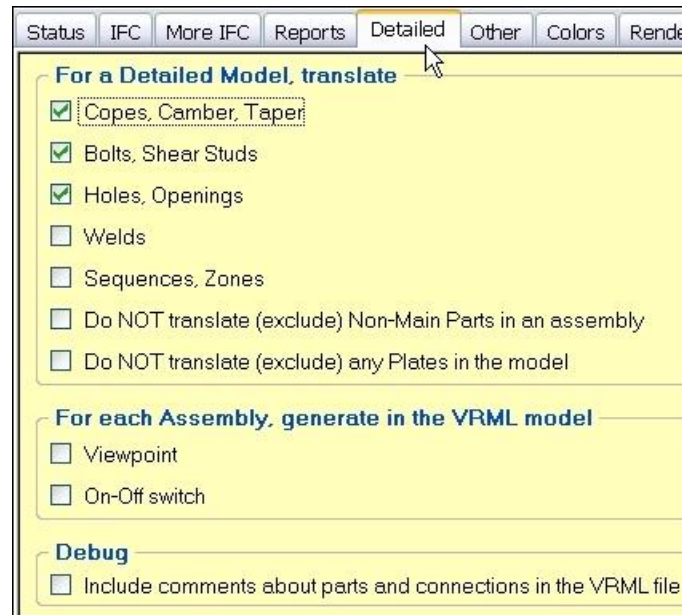 Status IFC More IFC Reports Detailed Other Colors
For a Detailed Model, translate
Copes, Camber, Taper
Bolts, Shear Studs
Holes, Openings
Welds
Sequences, Zones
Do NOT translate (exclude) Non-Main Parts in an assembly
Do NOT translate (exclude) any Plates in the model
For each Assembly, generate in the VRML model
Viewpoint
On-Off switch
Debug
Include comments about parts and connections in the VRML file